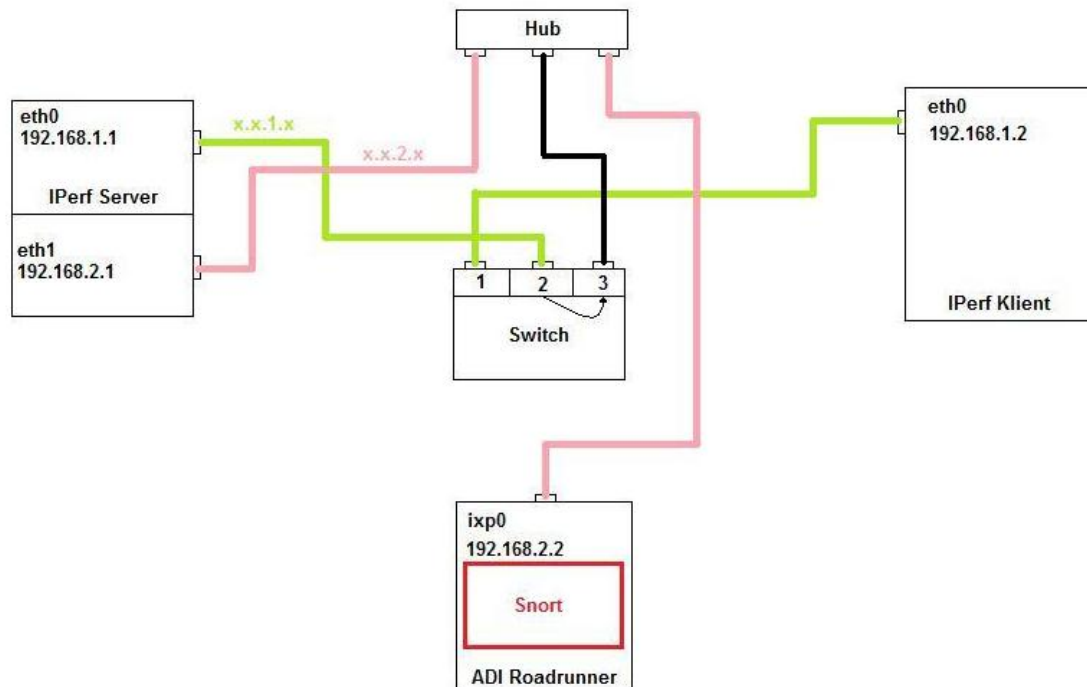 Hub
eth0
192.168.1.1
IPerf Server
eth1
192.168.2.1
x.x.1.x
x.x.2.x
eth0
192.168.1.2
IPerf Klient
1 2 3
Switch
ixp0
192.168.2.2
Snort
ADI Roadrunner